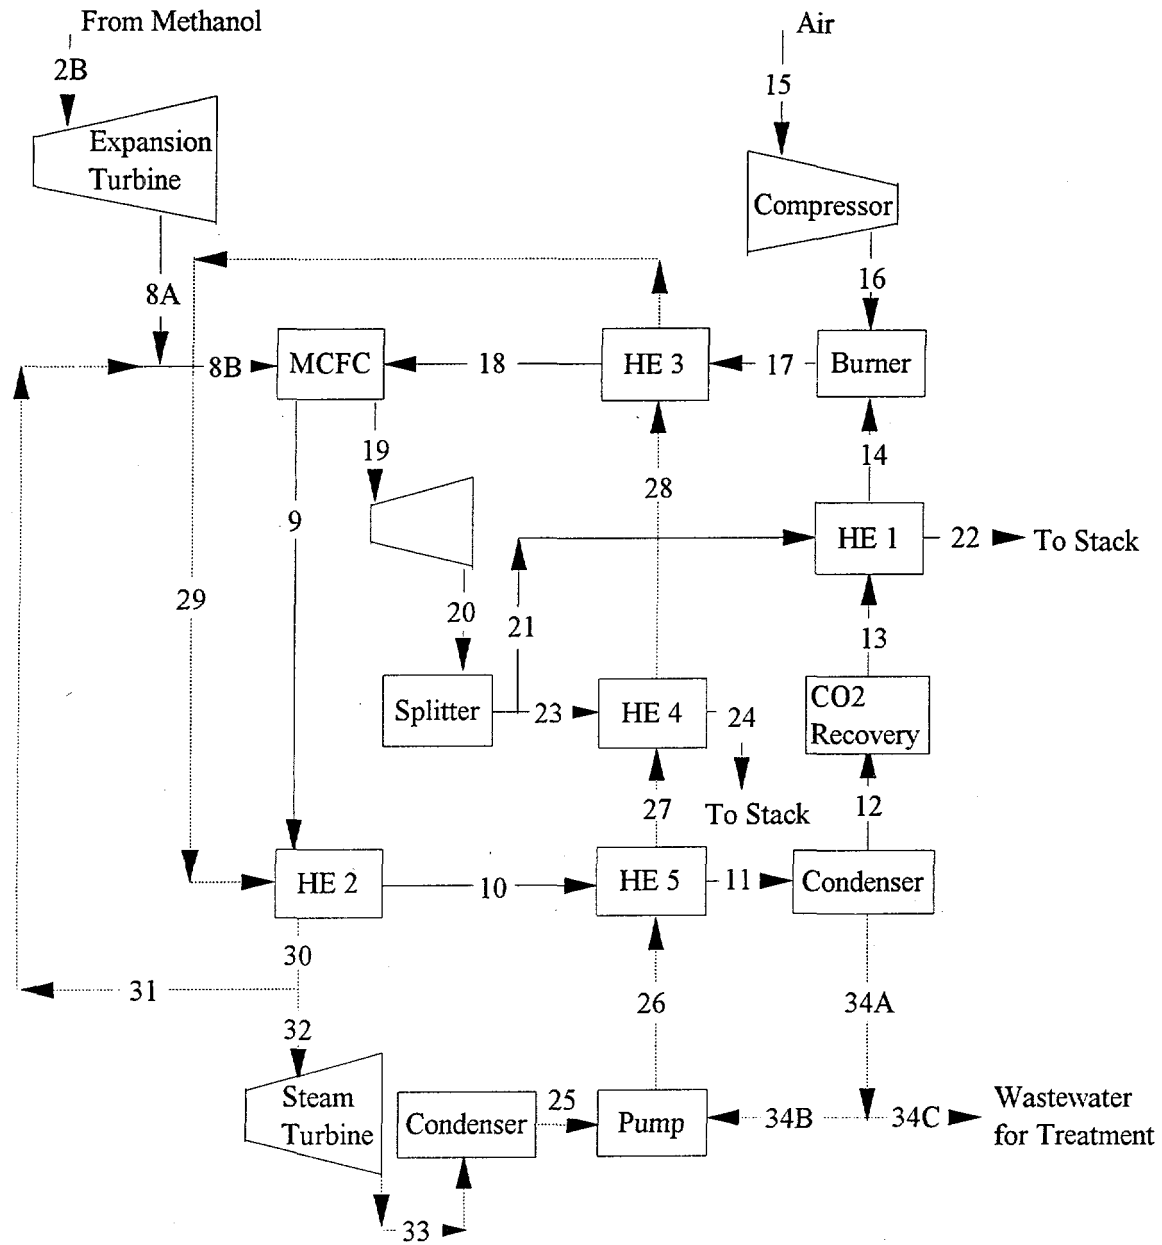 From Methanol
Air
2B
15
Expansion
Turbine
Compressor
8A
16
8B
MCFC
18
HE 3
17
Burner
19
14
28
9
HE 1
22
To Stack
29
20
21
13
Splitter
23
HE 4
24
CO2
Recovery
27
To Stack
12
HE 2
10
HE 5
11
Condenser
30
31
26
34A
32
Steam
Turbine
Condenser
25
Pump
34B
34C
Wastewater
for Treatment
33